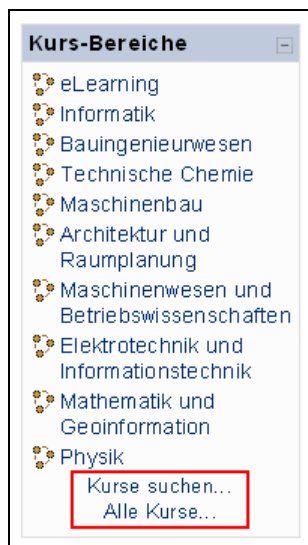 Kurs-Bereiche
eLearning
Informatik
Bauingenieurwesen
Technische Chemie
Maschinenbau
Architektur und
Raumplanung
Maschinenwesen und
Betriebswissenschaften
Elektrotechnik und
Informationstechnik
Mathematik und
Geoinformation
Physik
Kurse suchen...
Alle Kurse...